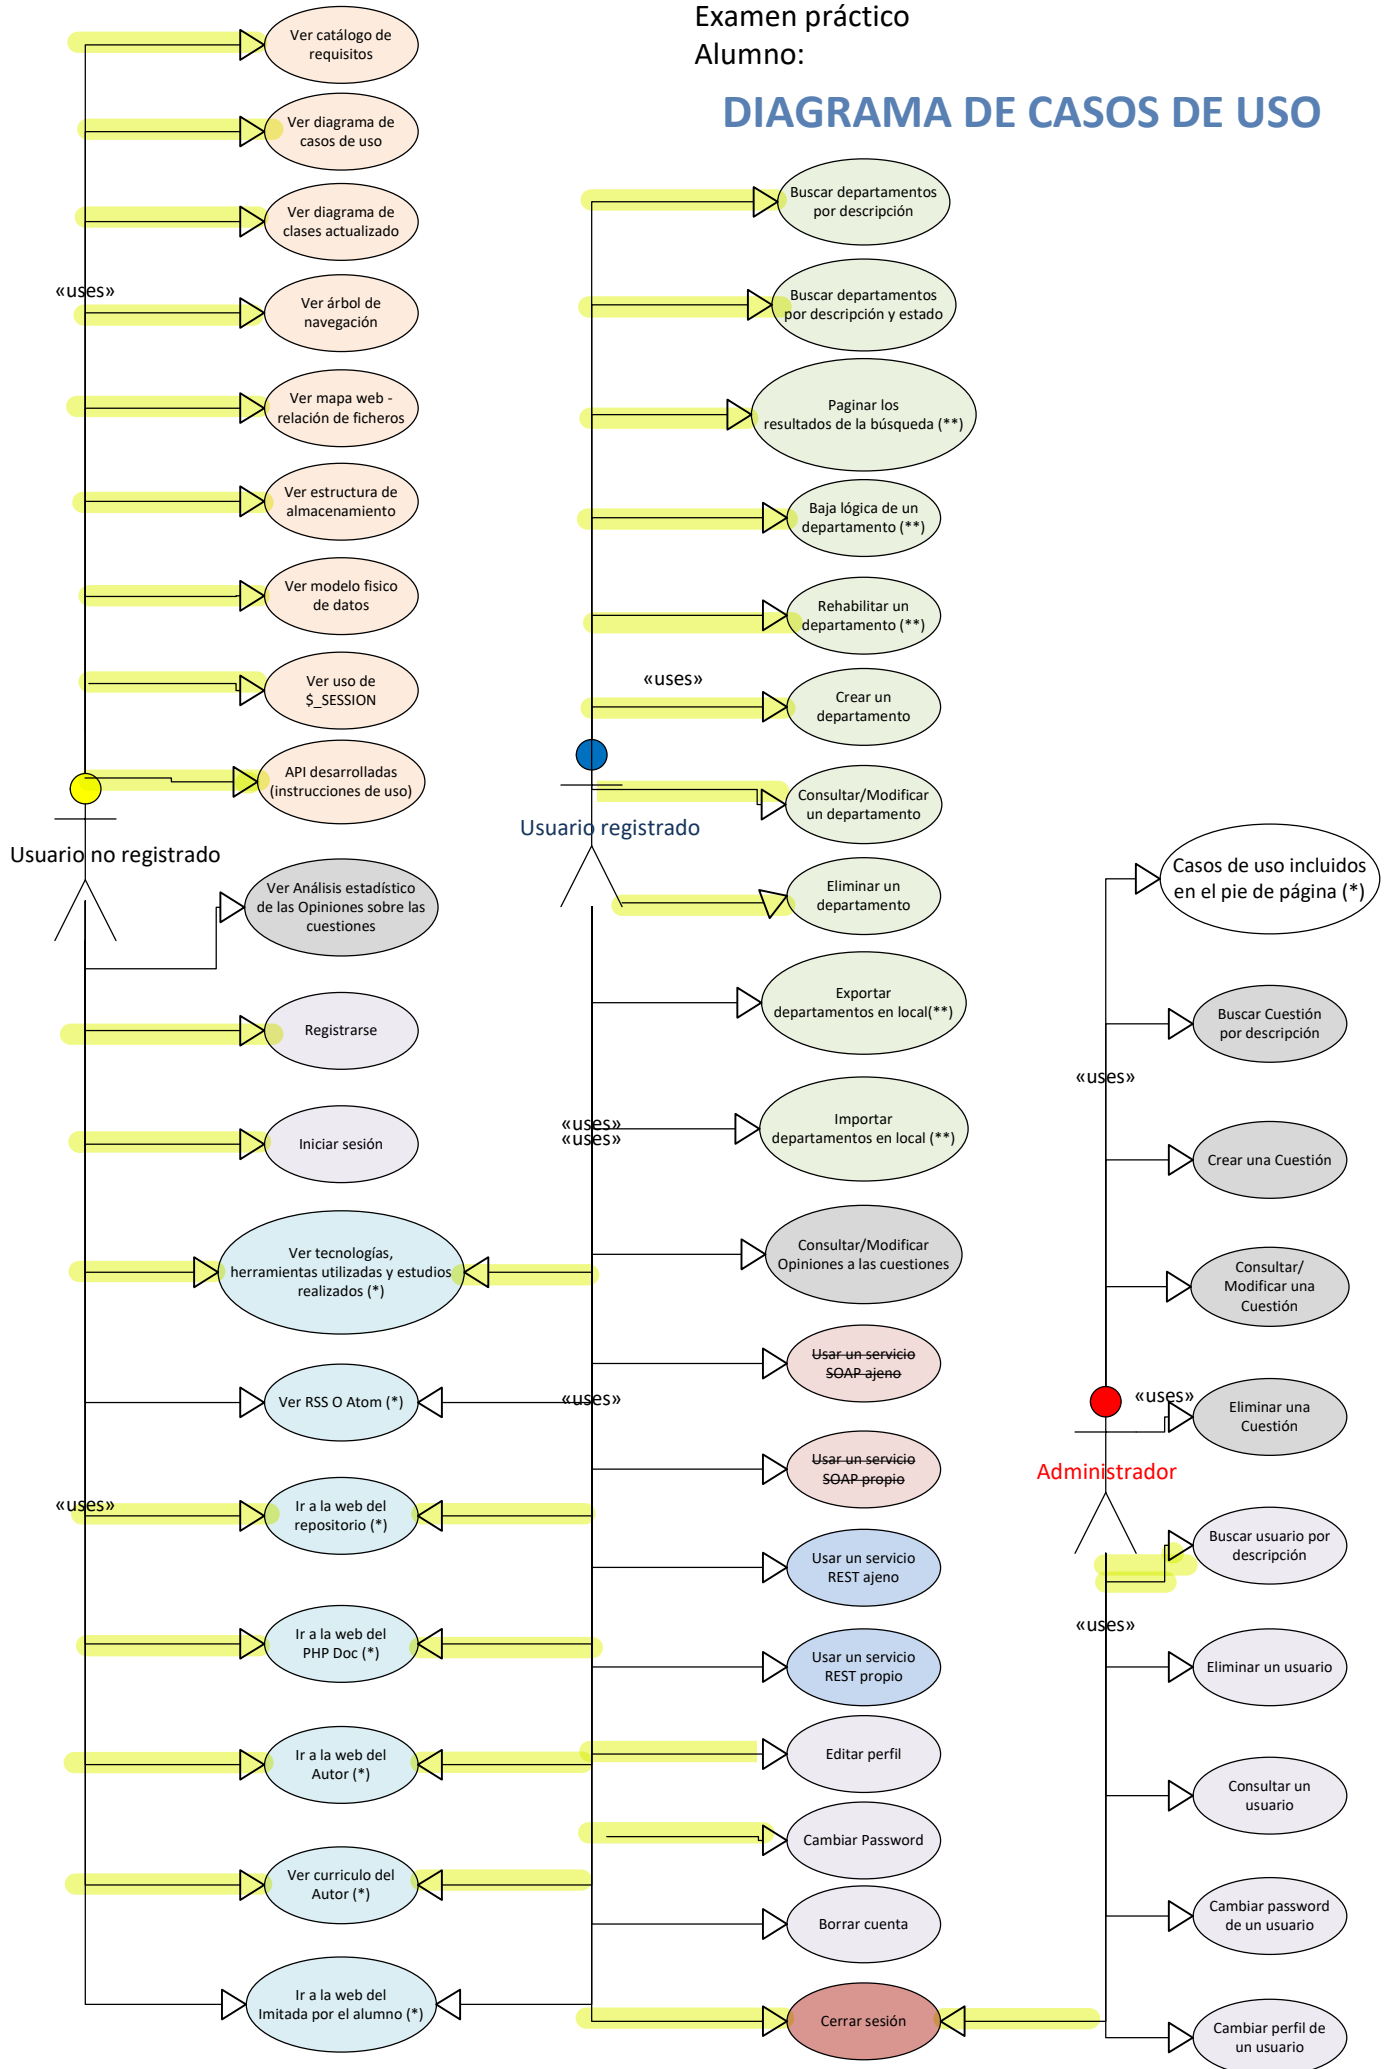 Examen práctico
Alumno:
DIAGRAMA DE CASOS DE USO
Ver catálogo de
requisitos
Ver diagrama de
casos de uso
Ver diagrama de
clases actualizado
«uses»
Ver árbol de
navegación
Ver mapa web -
relación de ficheros
Ver estructura de
almacenamiento
Ver modelo fisico
de datos
Ver uso de
$_SESSION
API desarrolladas
(instrucciones de uso)
Usuario no registrado
Ver Análisis estadístico
de las Opiniones sobre las
cuestiones
Registrarse
Iniciar sesión
Ver tecnologías,
herramientas utilizadas y estudios
realizados (*)
Ver RSS O Atom (*)
«uses»
Ir a la web del
repositorio (*)
Ir a la web del
PHP Doc (*)
Ir a la web del
Autor (*)
Ver curriculo del
Autor (*)
Ir a la web del
Imitada por el alumno (*)
Buscar departamentos
por descripción
Buscar departamentos
por descripción y estado
Paginar los
resultados de la búsqueda (**)
Baja lógica de un
departamento (**)
Rehabilitar un
departamento (**)
«uses»
Crear un
departamento
Consultar/Modificar
un departamento
Usuario registrado
Eliminar un
departamento
Exportar
departamentos en local(**)
«uses»
«uses»
Importar
departamentos en local (**)
Consultar/Modificar
Opiniones a las cuestiones
Usar un servicio
SOAP ajeno
«uses»
Usar un servicio
SOAP propio
Usar un servicio
REST ajeno
Usar un servicio
REST propio
Editar perfil
Cambiar Password
Borrar cuenta
Cerrar sesión
Casos de uso incluidos
en el pie de página (*)
Buscar Cuestión
por descripción
«uses»
Crear una Cuestión
Consultar/
Modificar una
Cuestión
«uses»
Eliminar una
Cuestión
Administrador
Buscar usuario por
descripción
«uses»
Eliminar un usuario
Consultar un
usuario
Cambiar password
de un usuario
Cambiar perfil de
un usuario